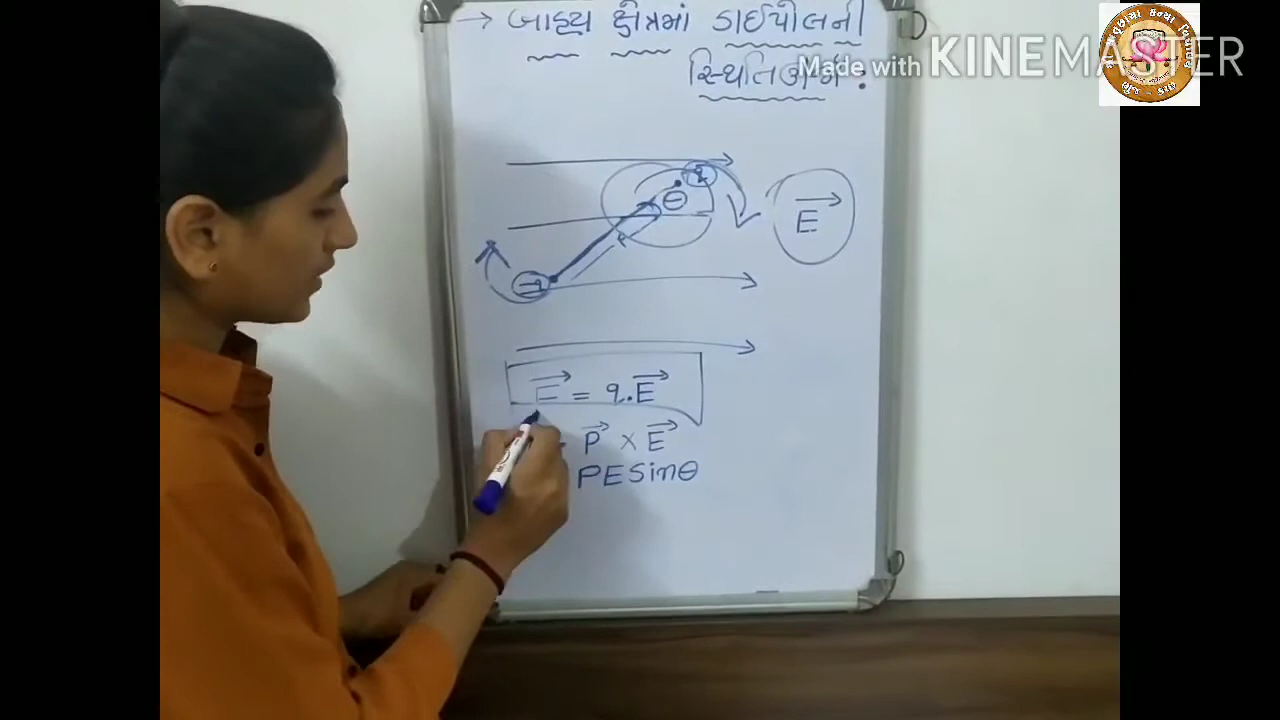 → બાહ્ય ક્ષેત્રમાં ડાઈપોલની
સ્થિતિઊર્જા :
Made with KINEMASTER
θ
E
-q
E = q.E
= P × E
PESinθ